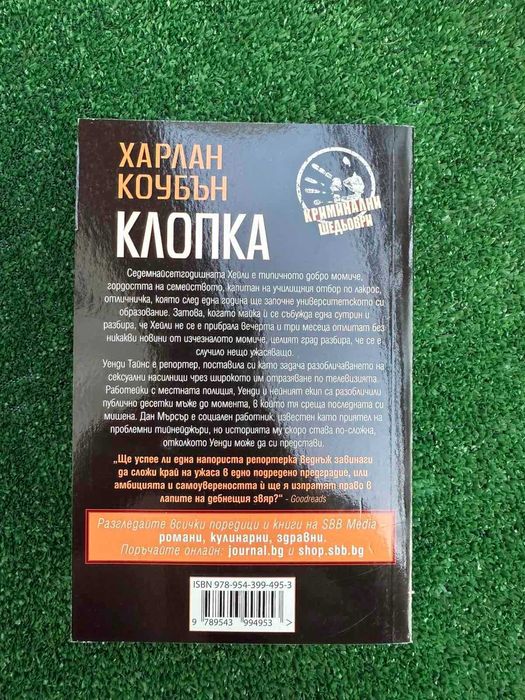 ХАРЛАН
КОУБЪН
КЛОПКА
КРИМИНАЛНИ
ШЕДЬОВРИ
Седемнайсетгодишната Хейли е типичното добро момиче,
гордостта на семейството, капитан на училищния отбор по лакрос,
отличничка, която след една година ще започне университетското си
образование. Затова, когато майка ѝ се събужда една сутрин и
разбира, че Хейли не се е прибрала вечерта и три месеца отлитат без
никакви новини от изчезналото момиче, целият град разбира, че се е
случило нещо ужасяващо.
Уенди Тайнс е репортер, поставила си като задача разобличаването на
сексуални насилници чрез широкото им отразяване по телевизията.
Работейки с местната полиция, Уенди и нейният екип са разобличили
публично десетки мъже до момента, в който тя среща последната си
мишена. Дан Мърсър е социален работник, известен като приятел на
проблемни тийнейджъри, но историята му скоро става по-сложна,
отколкото Уенди може да си представи.
„Ще успее ли една напориста репортерка веднъж завинаги
да сложи край на ужаса в едно подредено предградие, или
амбицията и самоувереността ѝ ще я изпратят право в
лапите на дебнещия звяр?“ - Goodreads
Разгледайте всички поредици и книги на SBB Media –
романи, кулинарни, здравни.
Поръчайте онлайн: journal.bg и shop.sbb.bg
ISBN 978-954-399-495-3
9 789543 994953 >